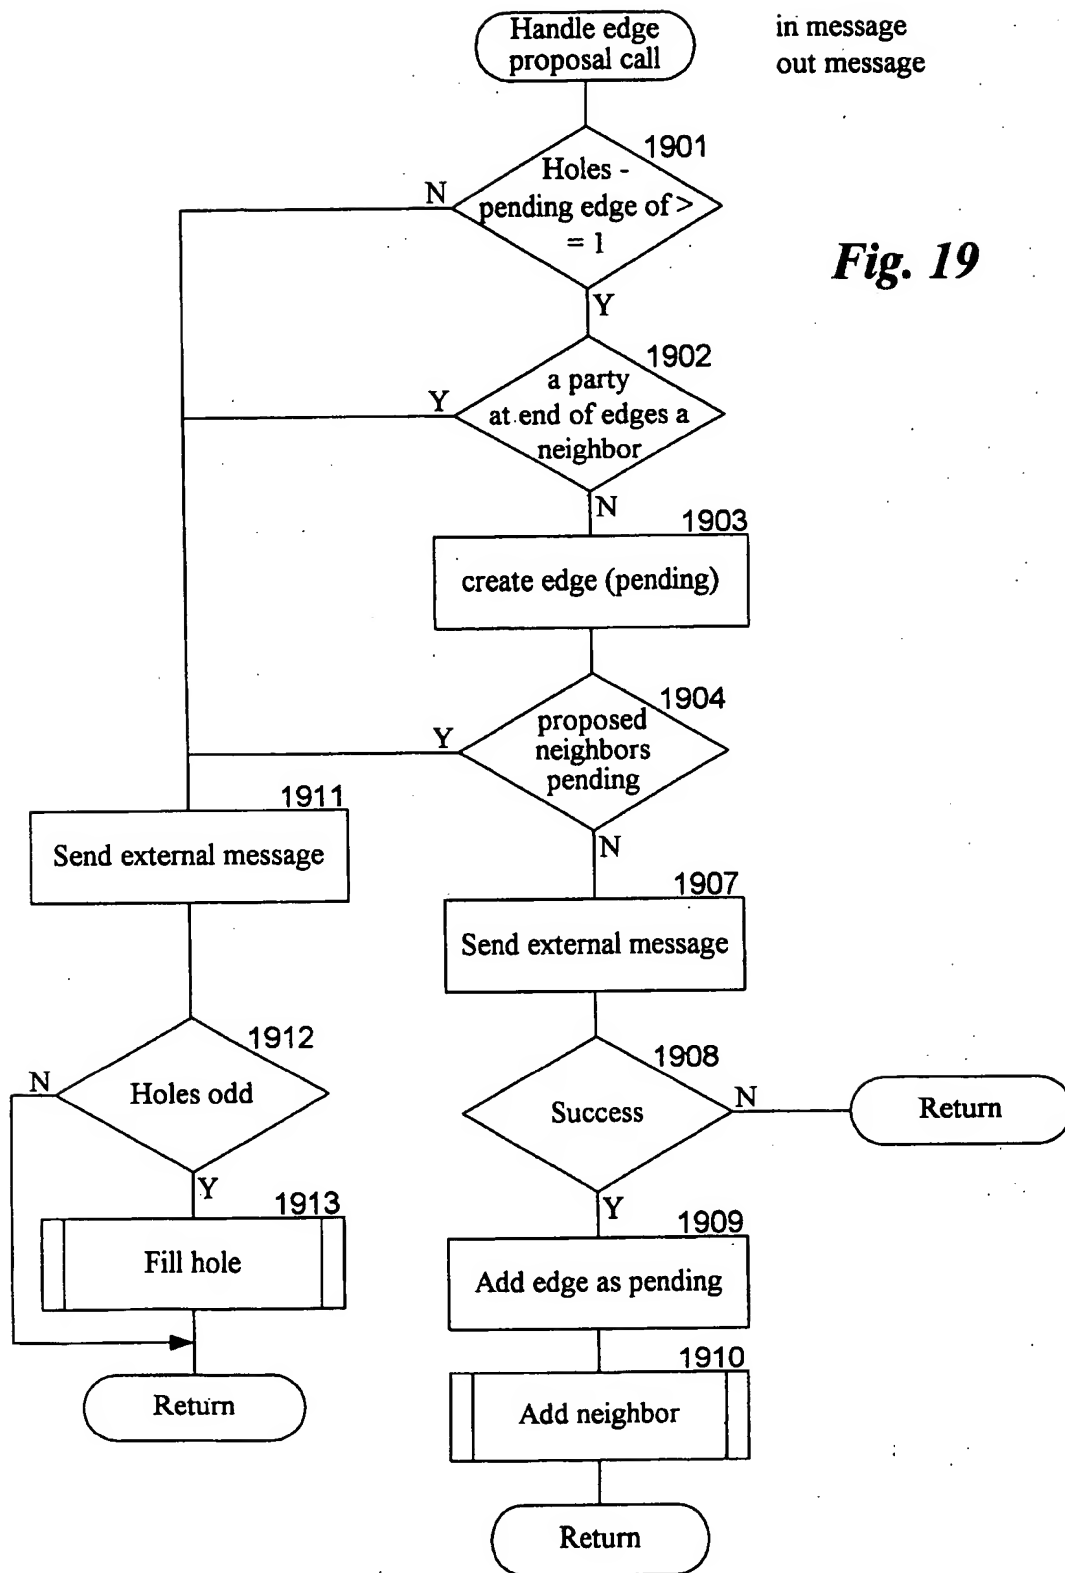 Handle edge
proposal call
in message
out message
1901
Holes -
pending edge of >
= 1
N
Y
Fig. 19
1902
a party
at end of edges a
neighbor
Y
N
1903
create edge (pending)
1904
proposed
neighbors
pending
Y
N
1911
Send external message
1907
Send external message
1912
Holes odd
N
Y
1908
Success
N
Return
Y
1913
Fill hole
1909
Add edge as pending
1910
Add neighbor
Return
Return